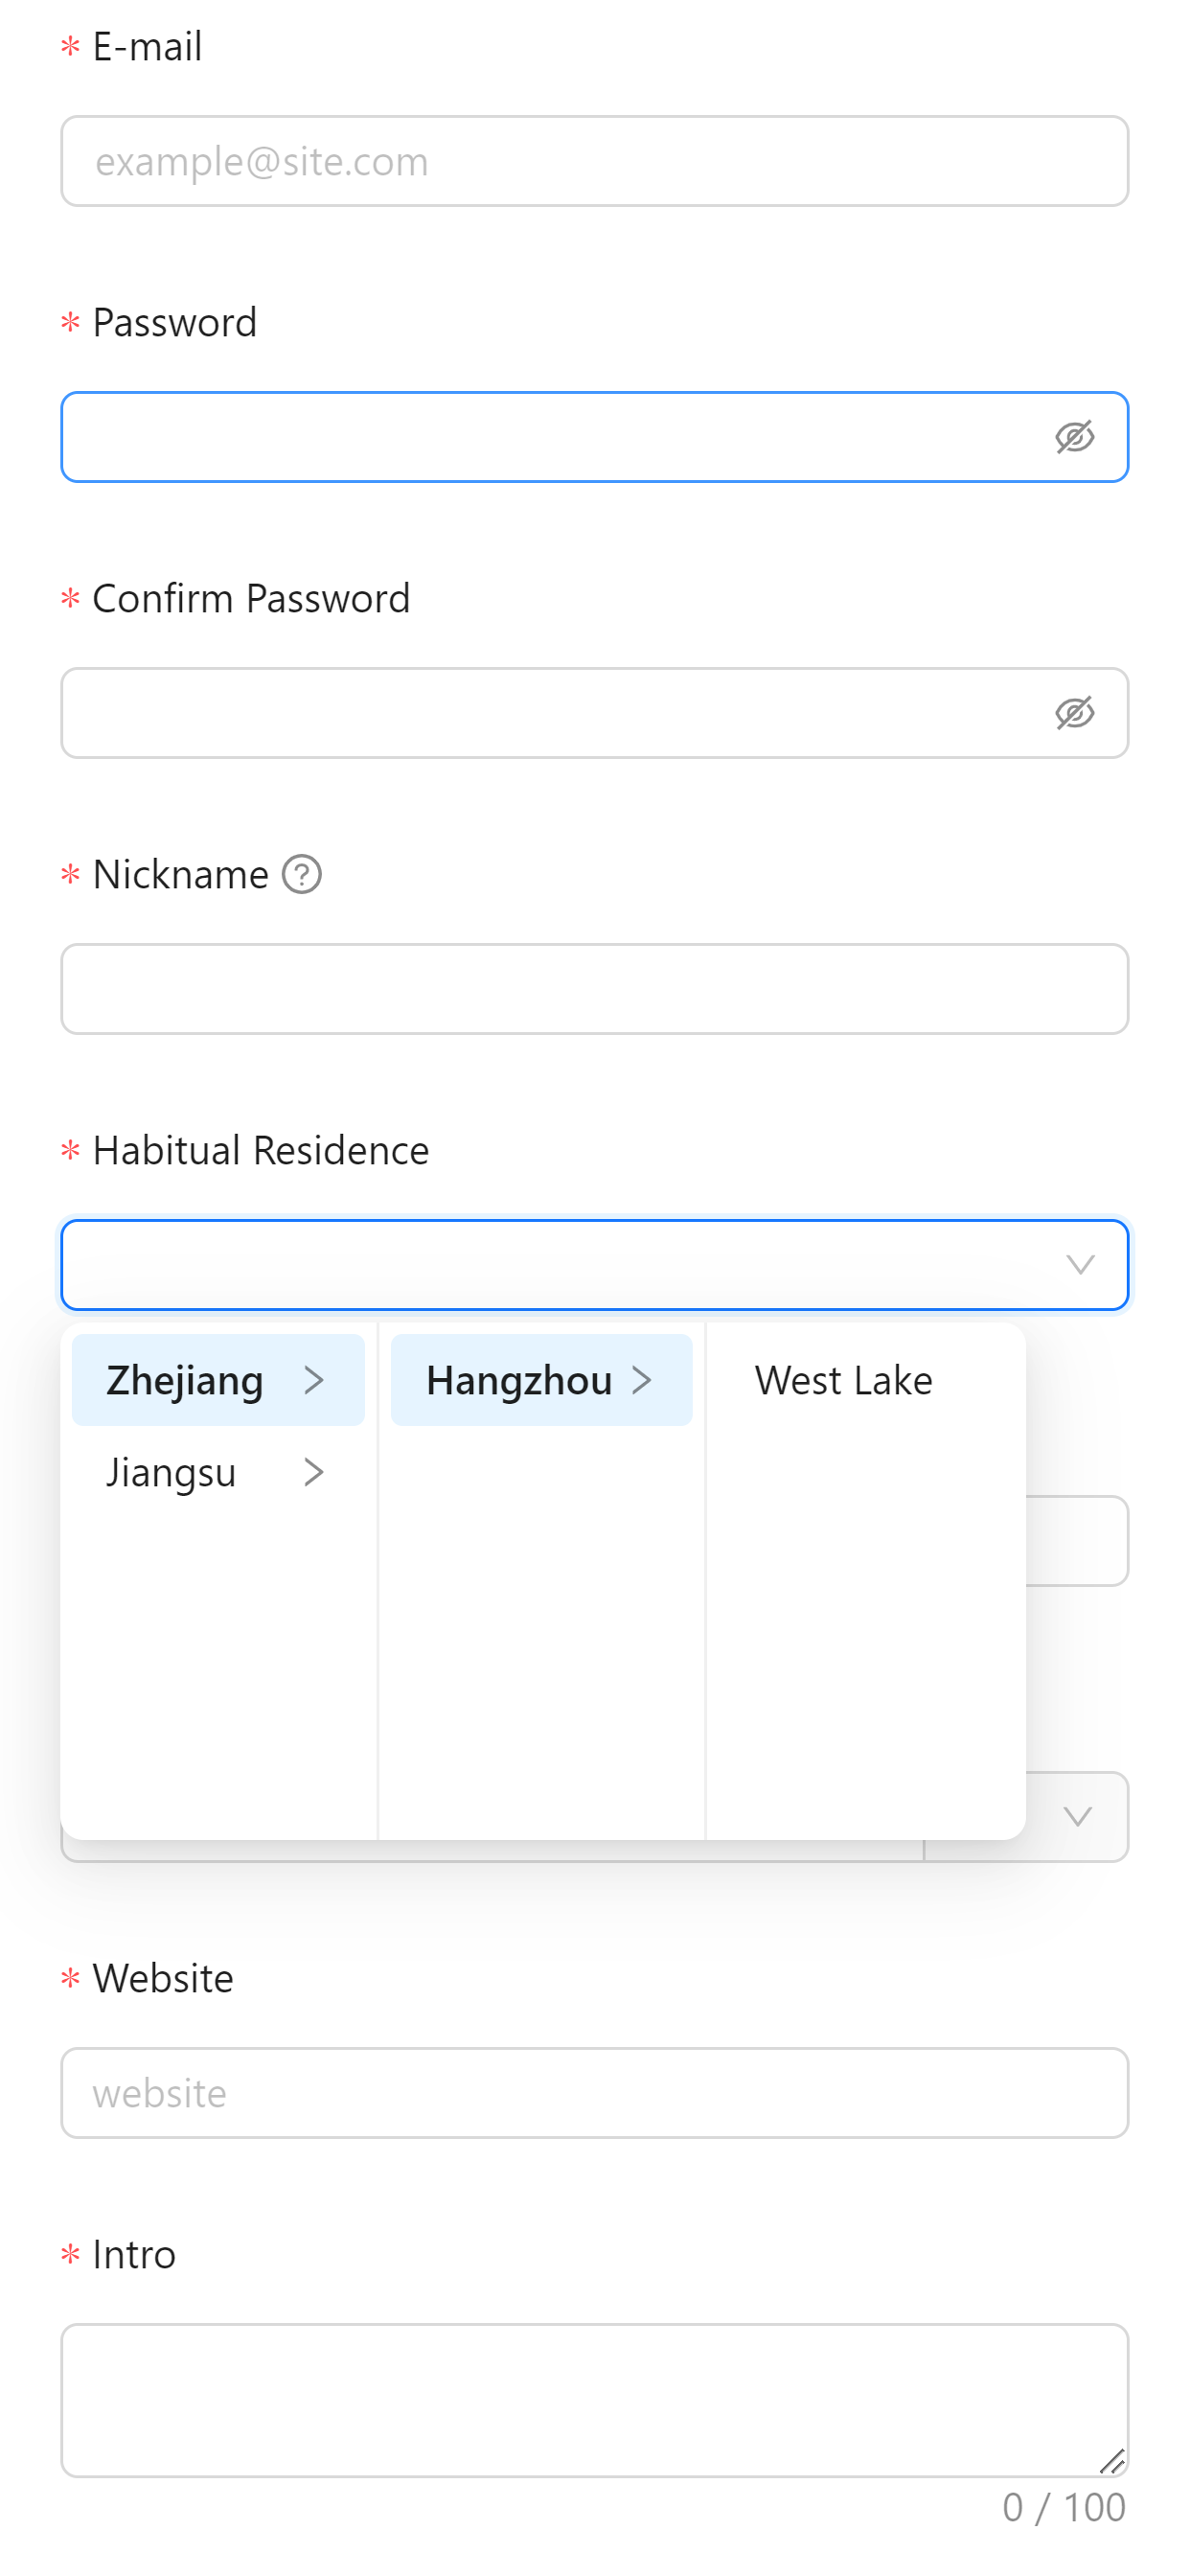 * E-mail
example@site.com
* Password
* Confirm Password
* Nickname ?
* Habitual Residence
Zhejiang > Hangzhou > West Lake
Jiangsu >
* Website
website
* Intro
0 / 100